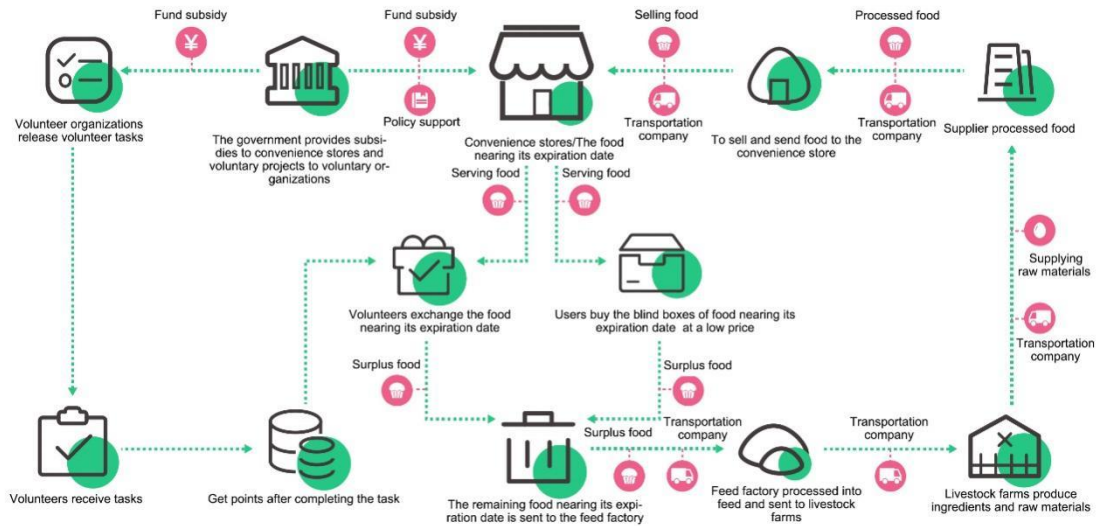 Fund subsidy
Fund subsidy
Selling food
Processed food
¥
¥
Policy support
Transportation
company
Transportation
company
Volunteer organizations
release volunteer tasks
The government provides subsi-
dies to convenience stores and
voluntary projects to voluntary or-
ganizations
Convenience stores/The food
nearing its expiration date
To sell and send food to the
convenience store
Supplier processed food
Serving food
Serving food
Supplying
raw materials
Volunteers exchange the food
nearing its expiration date
Users buy the blind boxes of food nearing its
expiration date at a low price
Transportation
company
Surplus food
Surplus food
Surplus food
Transportation
company
Transportation
company
Volunteers receive tasks
Get points after completing the task
The remaining food nearing its expi-
ration date is sent to the feed factory
Feed factory processed into
feed and sent to livestock
farms
Livestock farms produce
ingredients and raw materials